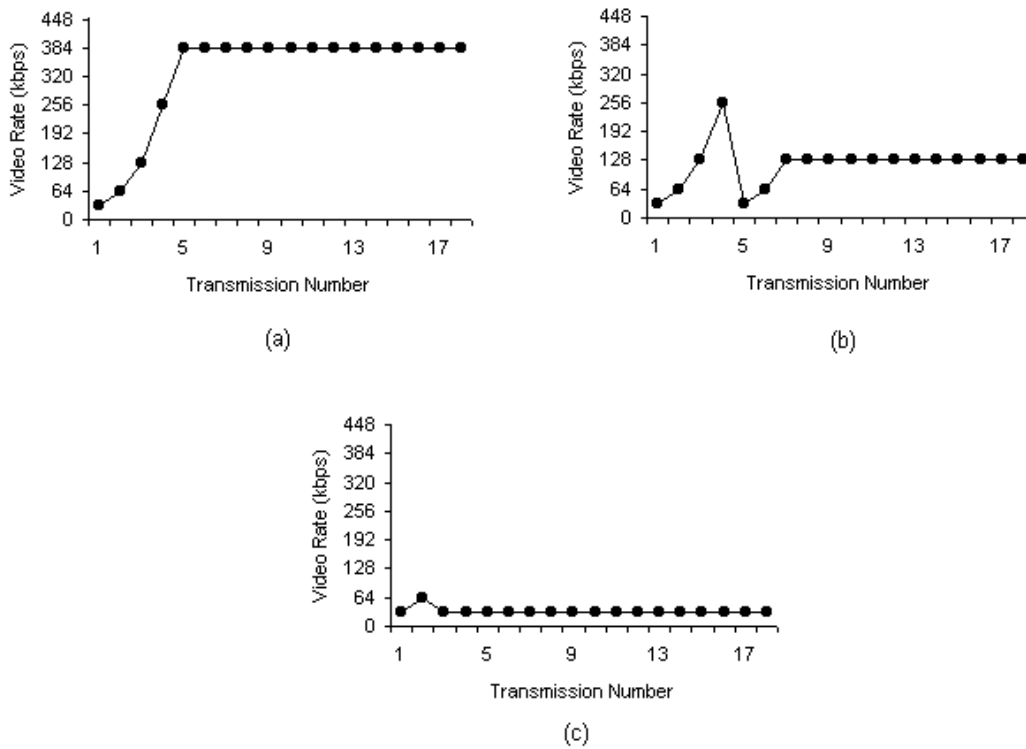 Video Rate (kbps)
448
384
320
256
192
128
64
0
1 5 9 13 17
Transmission Number
(a)
Video Rate (kbps)
448
384
320
256
192
128
64
0
1 5 9 13 17
Transmission Number
(b)
Video Rate (kbps)
448
384
320
256
192
128
64
0
1 5 9 13 17
Transmission Number
(c)